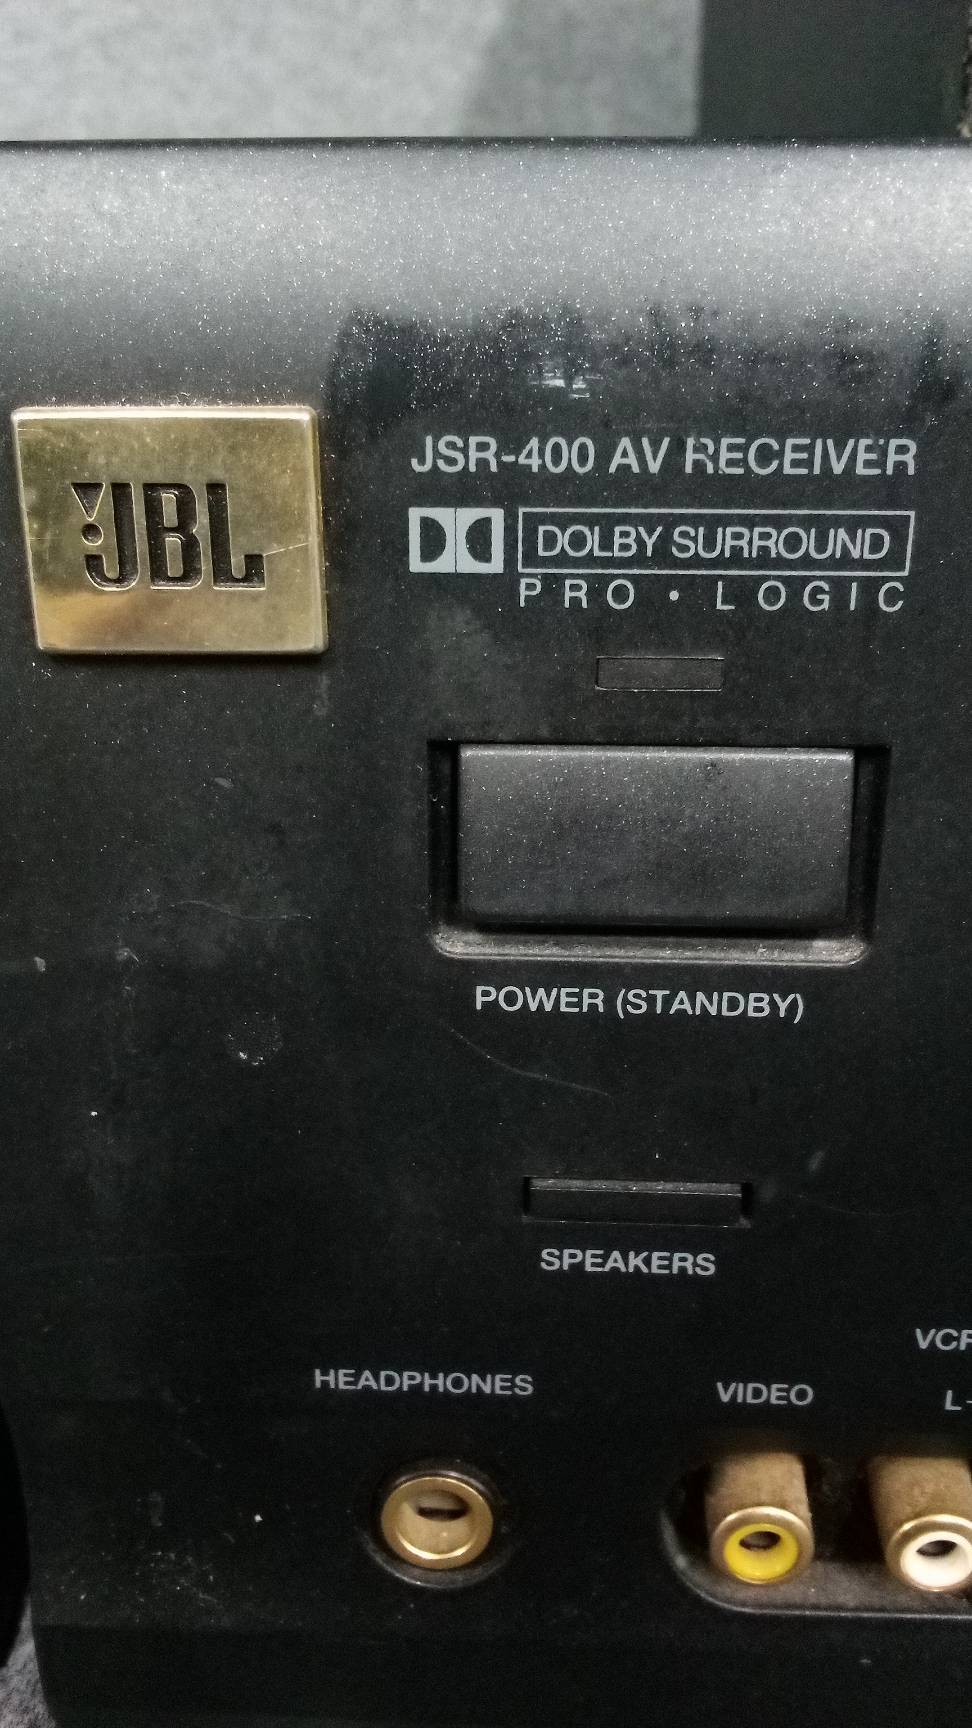 JBL
JSR-400 AV RECEIVER
DOLBY SURROUND
PRO • LOGIC
POWER (STANDBY)
SPEAKERS
HEADPHONES
VIDEO
L-